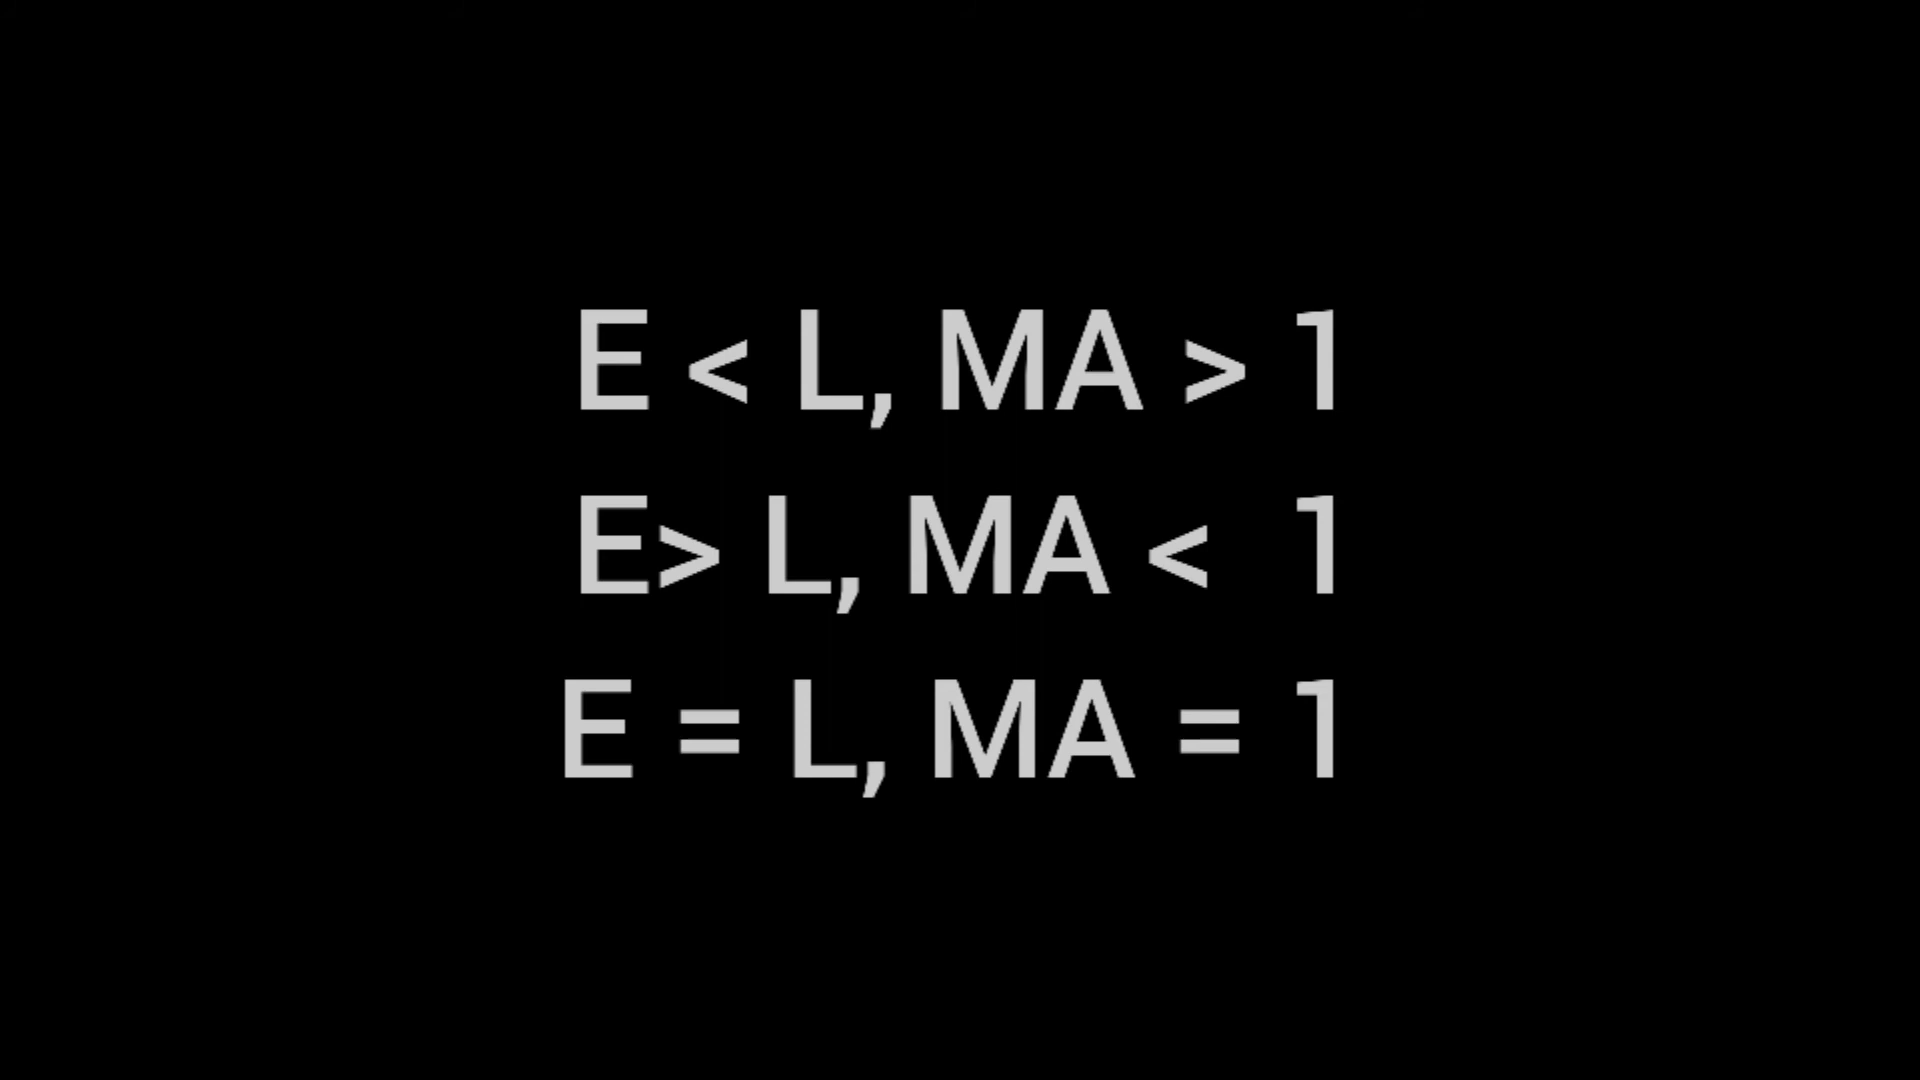 E < L, MA > 1
E> L, MA <  1
E = L, MA = 1